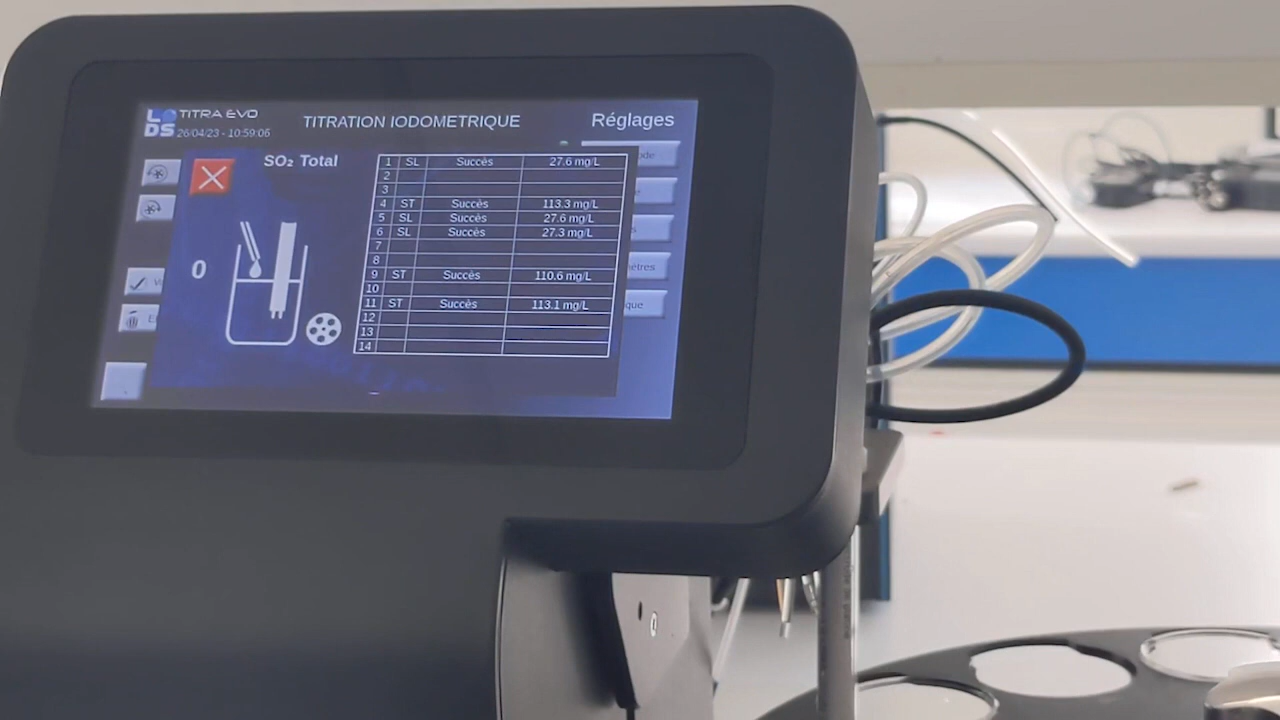 LDS TITRA EVO
26/04/23 - 10:59:06
TITRATION IODOMETRIQUE
Réglages
SO₂ Total
0
1 SL Succès 27.6 mg/L
2
3
4 ST Succès 113.3 mg/L
5 SL Succès 27.6 mg/L
6 SL Succès 27.3 mg/L
7
8
9 ST Succès 110.6 mg/L
10
11 ST Succès 113.1 mg/L
12
13
14